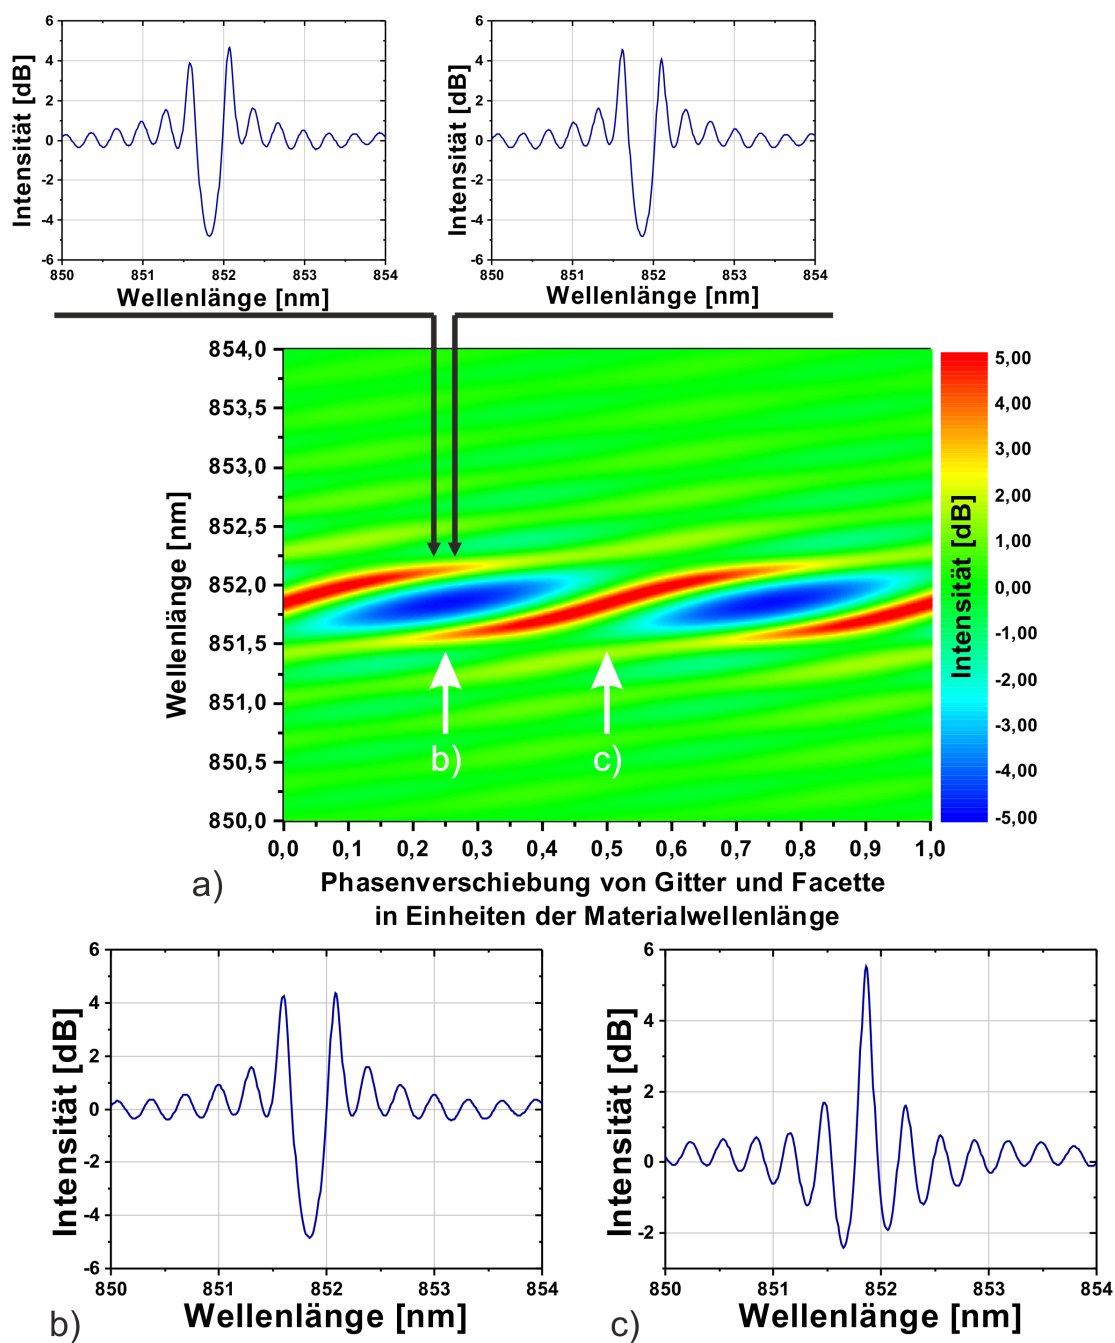 6
4
2
0
-2
-4
-6
850 851 852 853 854
Intensität [dB]
Wellenlänge [nm]
6
4
2
0
-2
-4
-6
850 851 852 853 854
Intensität [dB]
Wellenlänge [nm]
854,0
853,5
853,0
852,5
852,0
851,5
851,0
850,5
850,0
Wellenlänge [nm]
0,0 0,1 0,2 0,3 0,4 0,5 0,6 0,7 0,8 0,9 1,0
b)
c)
5,00
4,00
3,00
2,00
1,00
0,00
-1,00
-2,00
-3,00
-4,00
-5,00
Intensität [dB]
a)
Phasenverschiebung von Gitter und Facette
in Einheiten der Materialwellenlänge
6
4
2
0
-2
-4
-6
850 851 852 853 854
Intensität [dB]
Wellenlänge [nm]
b)
6
4
2
0
-2
850 851 852 853 854
Intensität [dB]
Wellenlänge [nm]
c)